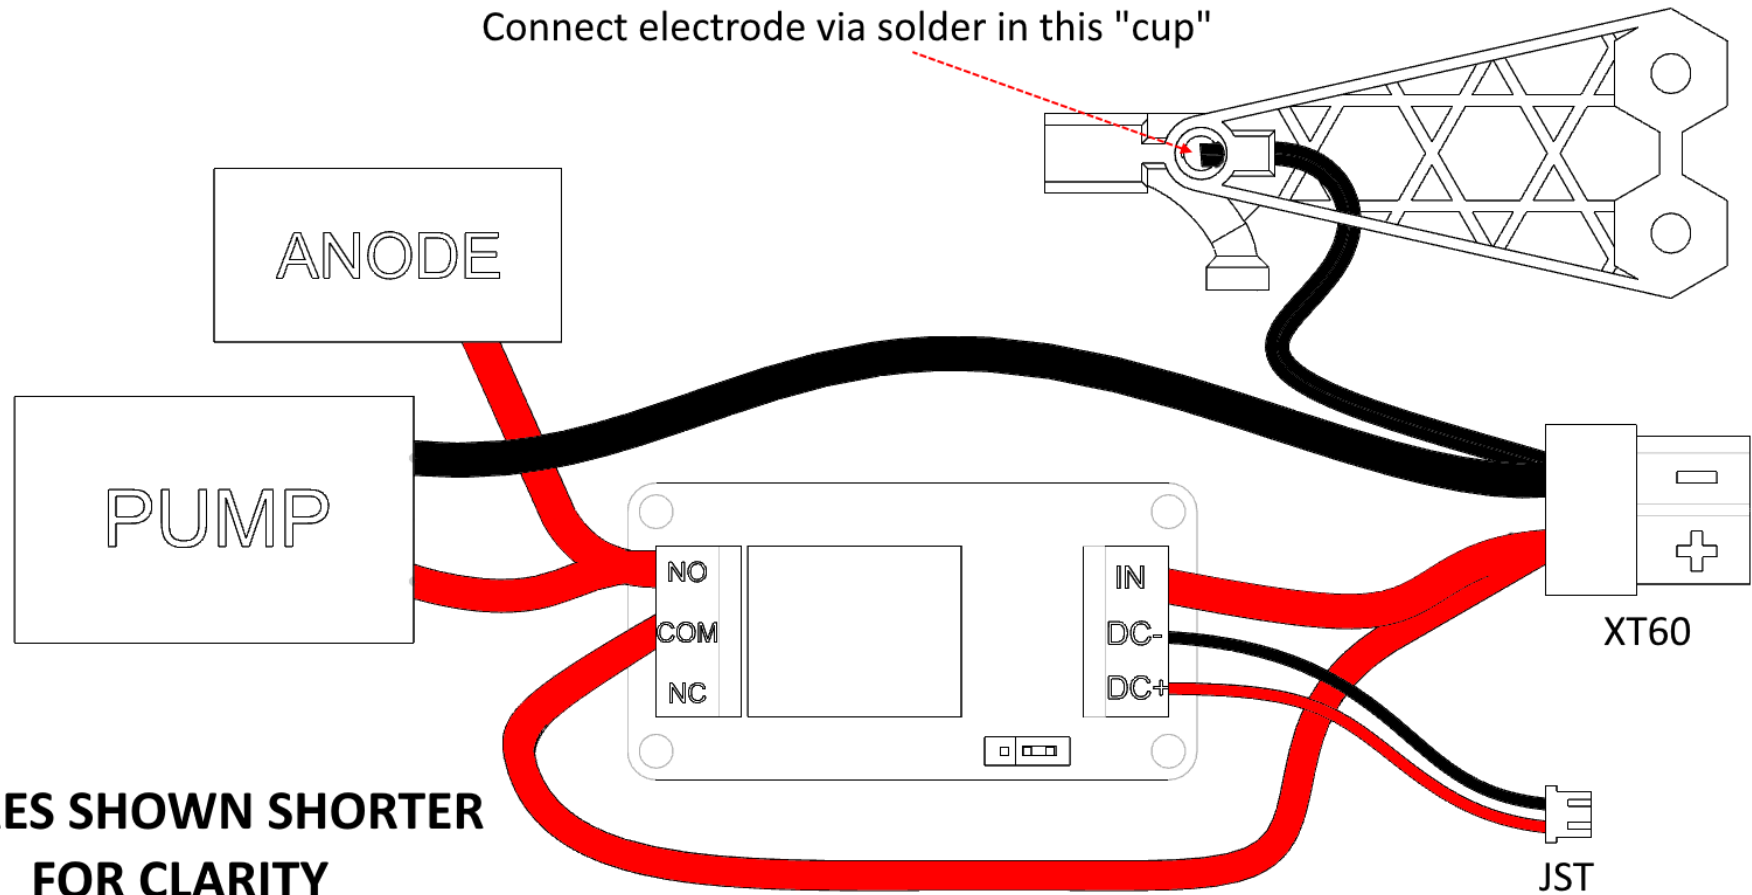 Connect electrode via solder in this "cup"
ANODE
PUMP
NO
COM
NC
IN
DC-
DC+
-
+
XT60
JST
ES SHOWN SHORTER
FOR CLARITY